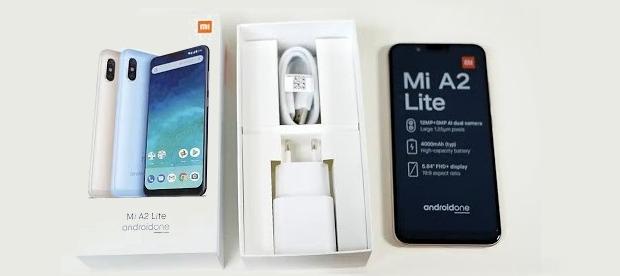 mi
Mi A2 Lite
androidone
mi
Mi A2
Lite
12MP+5MP AI dual camera
Large 1.25μm pixels
4000mAh (typ)
High-capacity battery
5.84" FHD+ display
19:9 aspect ratio
androidone